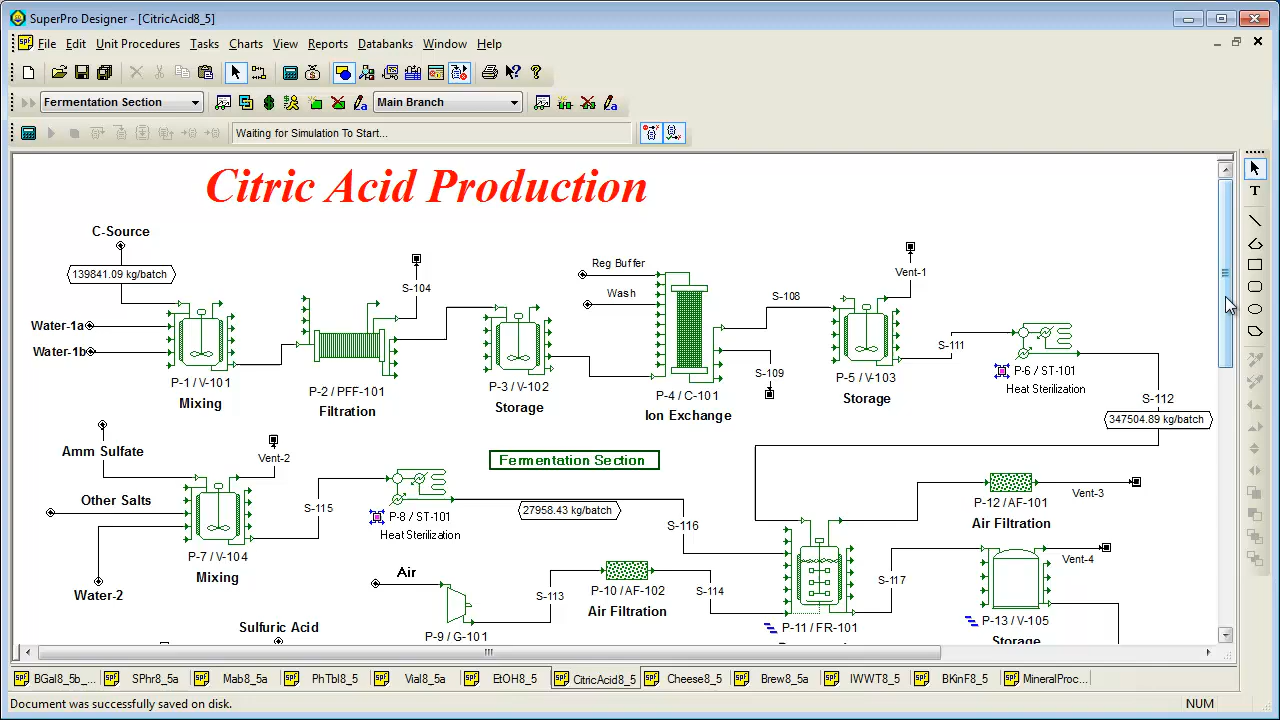 SuperPro Designer - [CitricAcid8_5]
File Edit Unit Procedures Tasks Charts View Reports Databanks Window Help
Fermentation Section
Main Branch
Waiting for Simulation To Start...
Citric Acid Production
C-Source
139841.09 kg/batch
Water-1a
Water-1b
P-1 / V-101
Mixing
S-104
P-2 / PFF-101
Filtration
P-3 / V-102
Storage
Reg Buffer
Wash
S-108
S-109
P-4 / C-101
Ion Exchange
Vent-1
P-5 / V-103
Storage
S-111
P-6 / ST-101
Heat Sterilization
S-112
347504.89 kg/batch
Amm Sulfate
Other Salts
Water-2
Vent-2
P-7 / V-104
Mixing
S-115
P-8 / ST-101
Heat Sterilization
Fermentation Section
27958.43 kg/batch
S-116
Air
P-9 / G-101
S-113
P-10 / AF-102
Air Filtration
S-114
P-12 / AF-101
Air Filtration
Vent-3
P-11 / FR-101
S-117
Vent-4
P-13 / V-105
Storage
Sulfuric Acid
BGal8_5b_... SPhr8_5a Mab8_5a PhTbl8_5 Vial8_5a EtOH8_5 CitricAcid8_5 Cheese8_5 Brew8_5a IWWT8_5 BKinF8_5 MineralProc...
Document was successfully saved on disk.
NUM